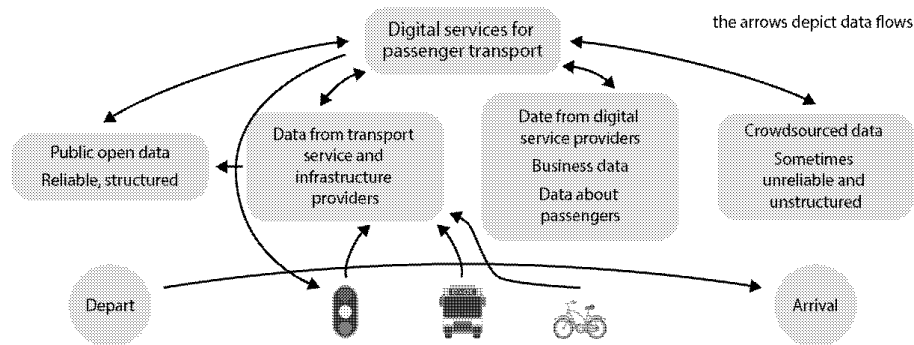 Digital services for
passenger transport
the arrows depict data flows
Public open data
Reliable, structured
Data from transport
service and
infrastructure
providers
Date from digital
service providers
Business data
Data about
passengers
Crowdsourced data
Sometimes
unreliable and
unstructured
Depart
Arrival